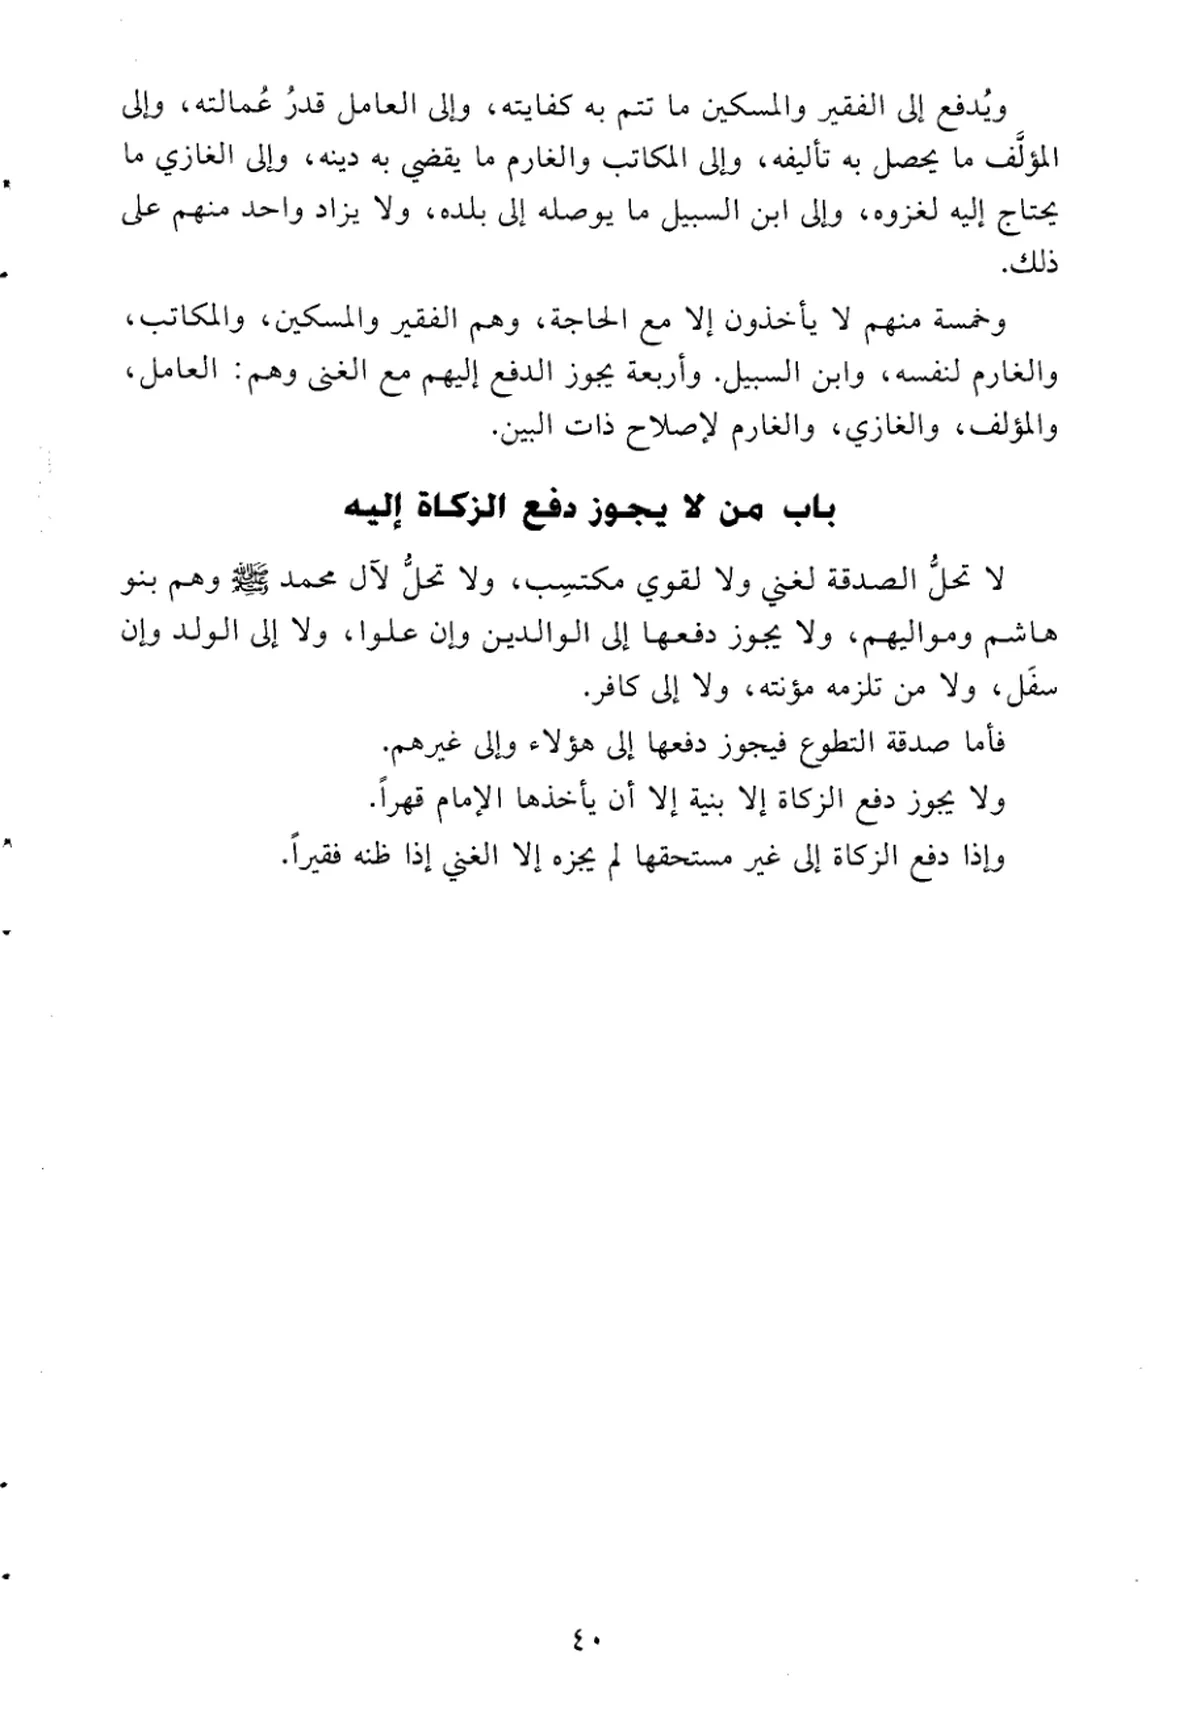 ويُدفع إلى الفقير والمسكين ما تتم به كفايته، وإلى العامل قدرُ عُمالته، وإلى
المؤلَّف ما يحصل به تأليفه، وإلى المكاتب والغارم ما يقضي به دينه، وإلى الغازي ما
يحتاج إليه لغزوه، وإلى ابن السبيل ما يوصله إلى بلده، ولا يزاد واحد منهم على
ذلك.
وخمسة منهم لا يأخذون إلا مع الحاجة، وهم الفقير والمسكين، والمكاتب،
والغارم لنفسه، وابن السبيل. وأربعة يجوز الدفع إليهم مع الغنى وهم: العامل،
والمؤلف، والغازي، والغارم لإصلاح ذات البين.
باب من لا يجوز دفع الزكاة إليه
لا تحلُّ الصدقة لغني ولا لقوي مكتسِب، ولا تحلُّ لآل محمد ﷺ وهم بنو
هاشم ومواليهم، ولا يجوز دفعها إلى الوالدين وإن علوا، ولا إلى الولد وإن
سفَل، ولا من تلزمه مؤنته، ولا إلى كافر.
فأما صدقة التطوع فيجوز دفعها إلى هؤلاء وإلى غيرهم.
ولا يجوز دفع الزكاة إلا بنية إلا أن يأخذها الإمام قهراً.
وإذا دفع الزكاة إلى غير مستحقها لم يجزه إلا الغني إذا ظنه فقيراً.
٤٠